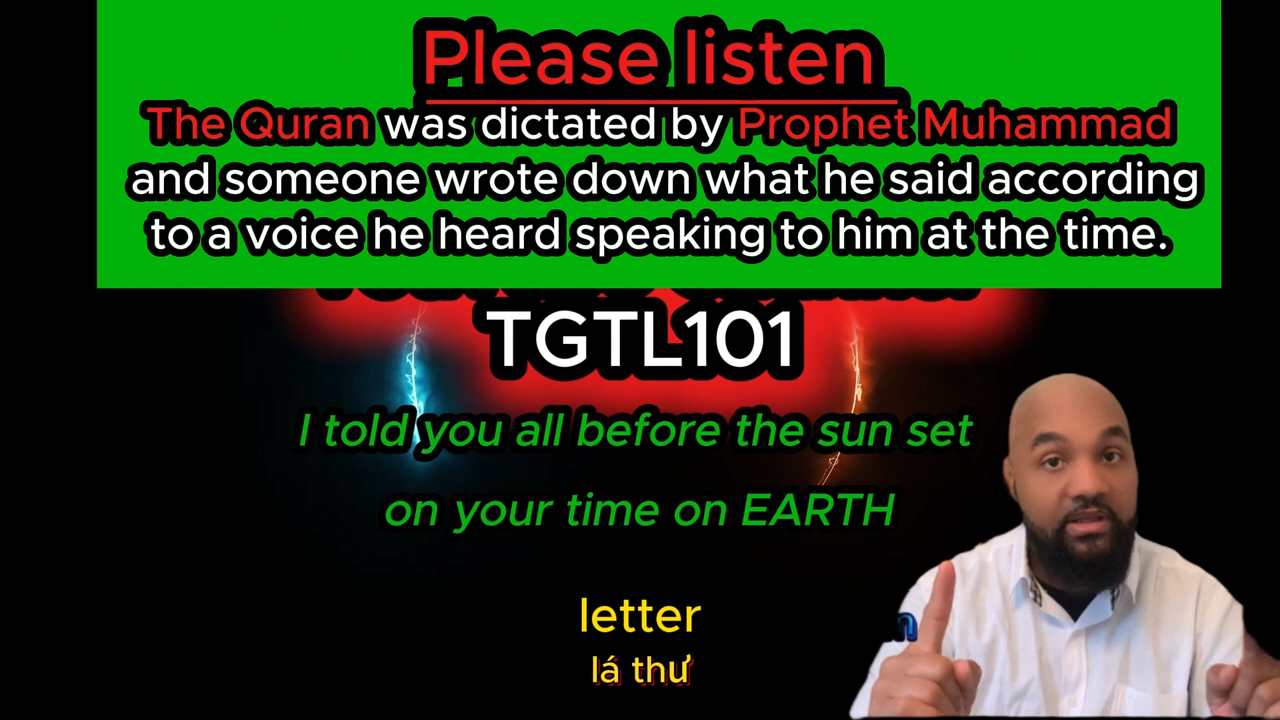 Please listen
The Quran was dictated by Prophet Muhammad
and someone wrote down what he said according
to a voice he heard speaking to him at the time.
TGTL101
I told you all before the sun set
on your time on EARTH
letter
lá thư